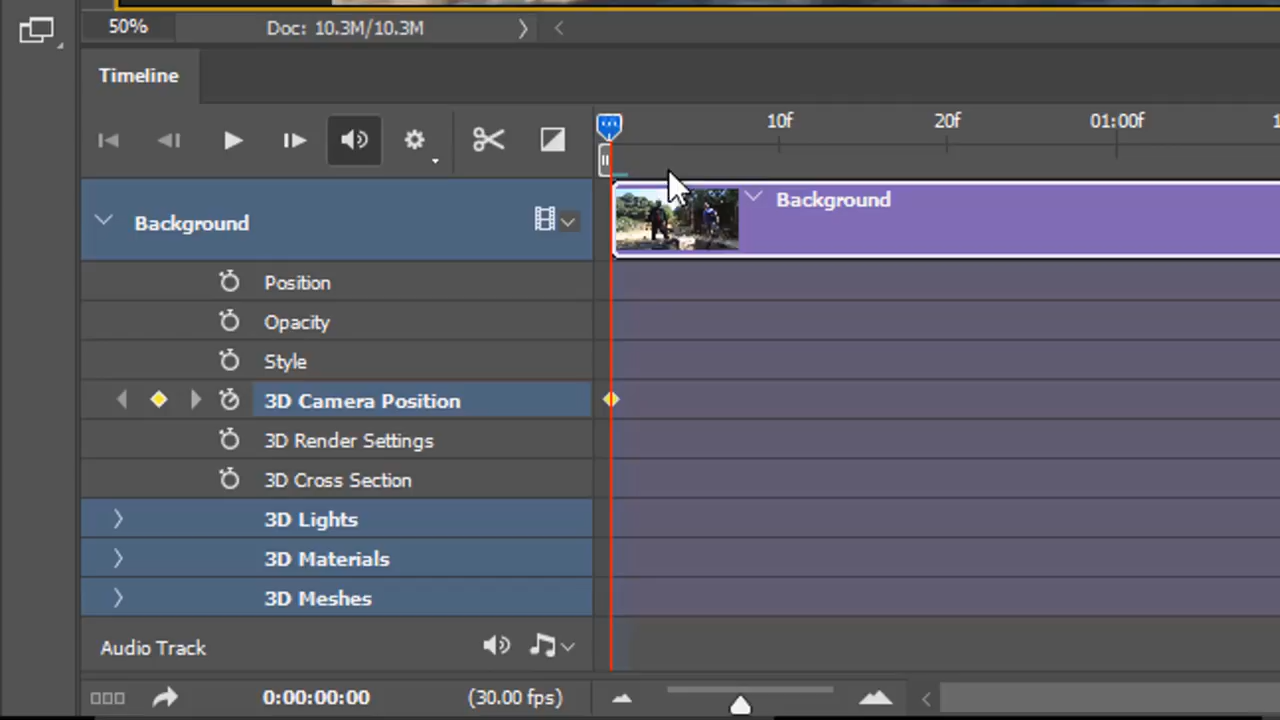 50%
Doc: 10.3M/10.3M
Timeline
10f
20f
01:00f
Background
Background
Position
Opacity
Style
3D Camera Position
3D Render Settings
3D Cross Section
3D Lights
3D Materials
3D Meshes
Audio Track
0:00:00:00
(30.00 fps)